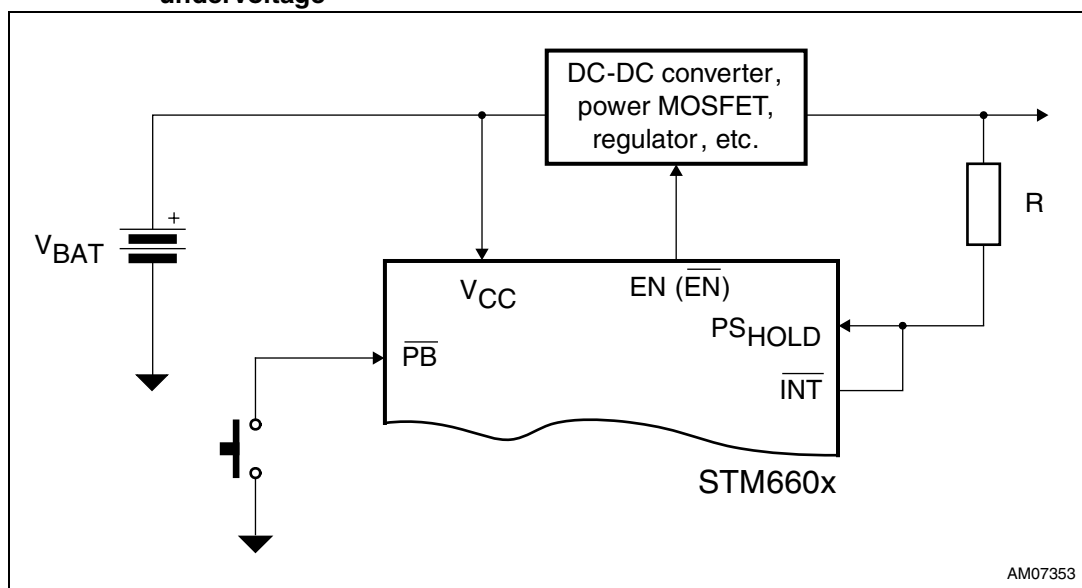 undervoltage
DC-DC converter,
power MOSFET,
regulator, etc.
R
+
VBAT
VCC
EN (EN)
PSHOLD
PB
INT
STM660x
AM07353